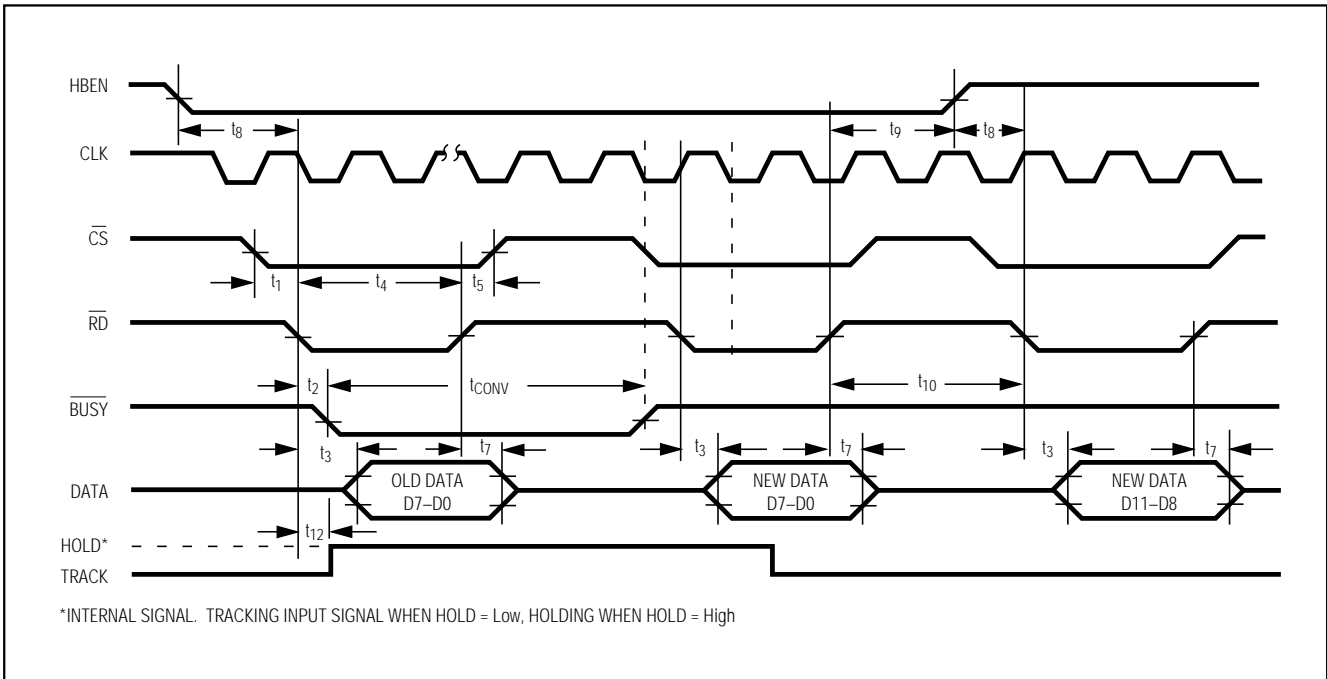 HBEN
t8
t9
t8
CLK
CS
t1
t4
t5
RD
t2
tCONV
t10
BUSY
t3
t7
t3
t7
t3
t7
DATA
OLD DATA
D7–D0
NEW DATA
D7–D0
NEW DATA
D11–D8
t12
HOLD*
TRACK
*INTERNAL SIGNAL. TRACKING INPUT SIGNAL WHEN HOLD = Low, HOLDING WHEN HOLD = High